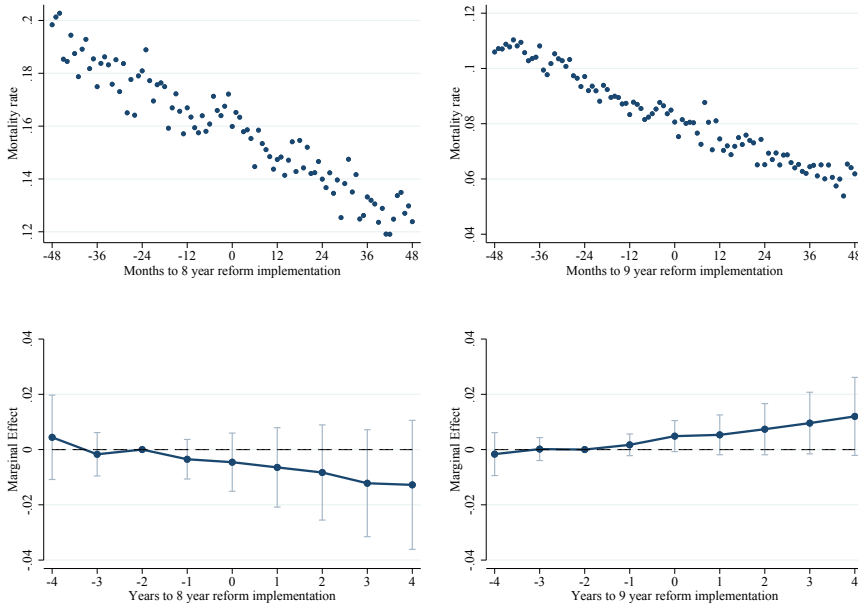 Mortality rate
.12 .14 .16 .18 .2
-48 -36 -24 -12 0 12 24 36 48
Months to 8 year reform implementation
Mortality rate
.04 .06 .08 .1 .12
-48 -36 -24 -12 0 12 24 36 48
Months to 9 year reform implementation
Marginal Effect
-.04 -.02 0 .02 .04
-4 -3 -2 -1 0 1 2 3 4
Years to 8 year reform implementation
Marginal Effect
-.04 -.02 0 .02 .04
-4 -3 -2 -1 0 1 2 3 4
Years to 9 year reform implementation